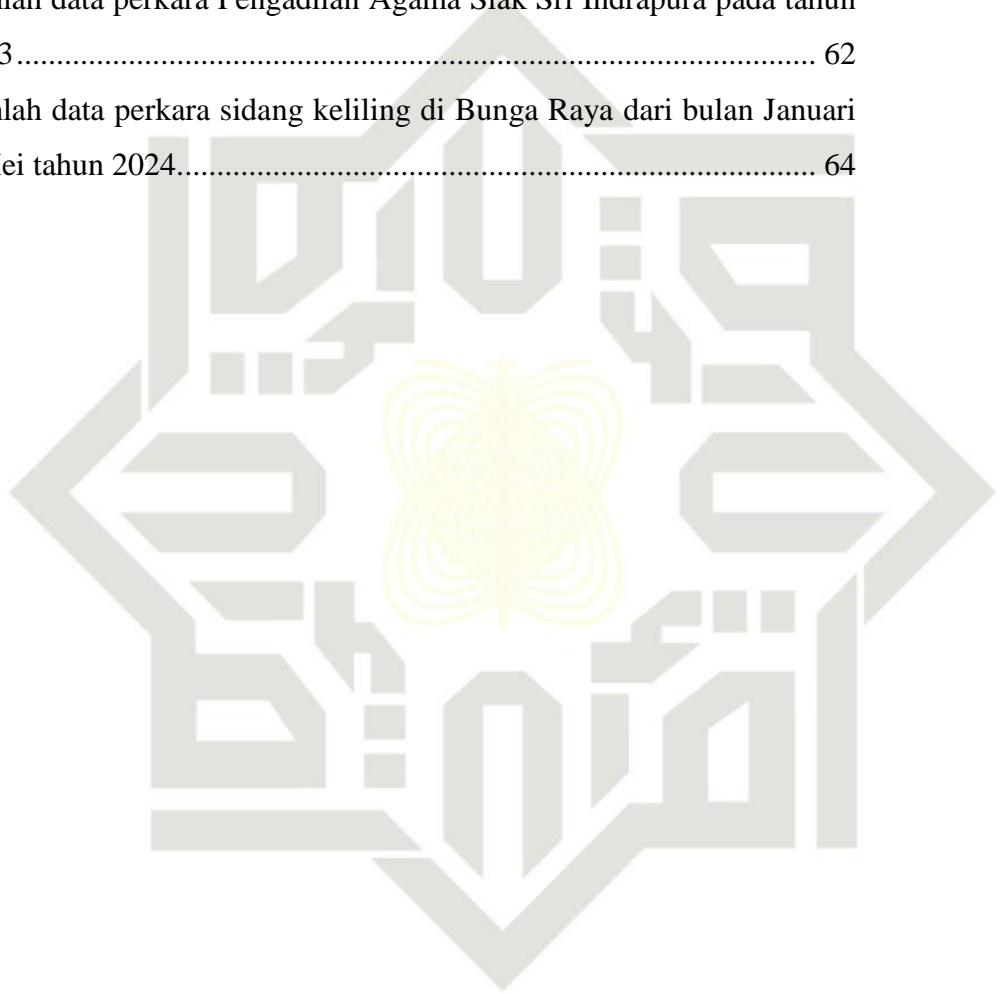 lah data perkara Pengadilan Agama Siak Sri Indrapura pada tahun
3.................................................................................................... 62
lah data perkara sidang keliling di Bunga Raya dari bulan Januari
ei tahun 2024................................................................................ 64